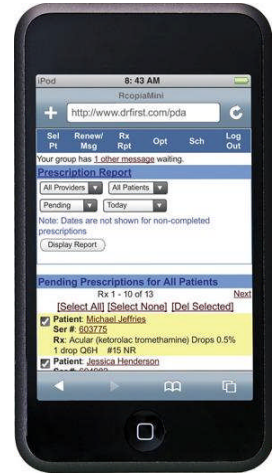 iPod 8:43 AM
RcopiaMini
http://www.drfirst.com/pda
Sel Pt Renew/ Msg Rx Rpt Opt Sch Log Out
Your group has 1 other message waiting.
Prescription Report
All Providers All Patients
Pending Today
Note: Dates are not shown for non-completed
prescriptions
Display Report
Pending Prescriptions for All Patients
Rx 1 - 10 of 13 Next
[Select All] [Select None] [Del Selected]
Patient: Michael Jeffries
Ser #: 603775
Rx: Acular (ketorolac tromethamine) Drops 0.5%
1 drop Q6H #15 NR
Patient: Jessica Henderson